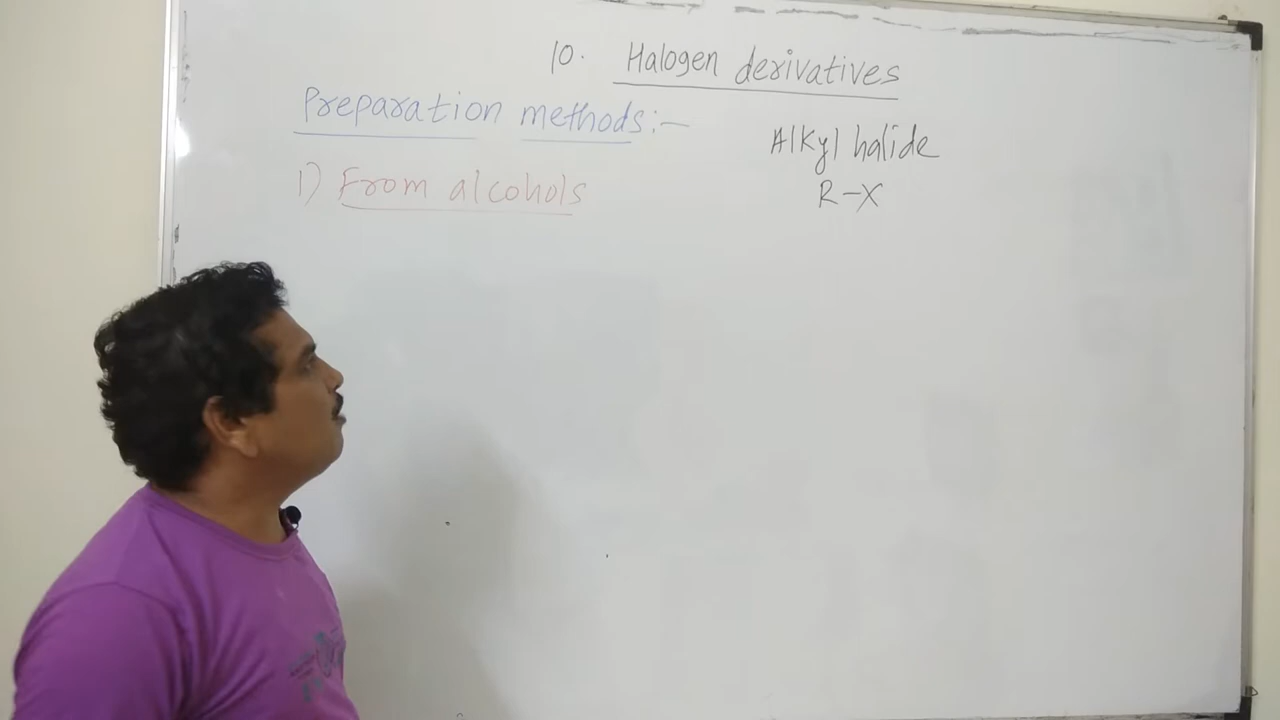 10. Halogen derivatives
Preparation methods:-
Alkyl halide
R-X
1) From alcohols